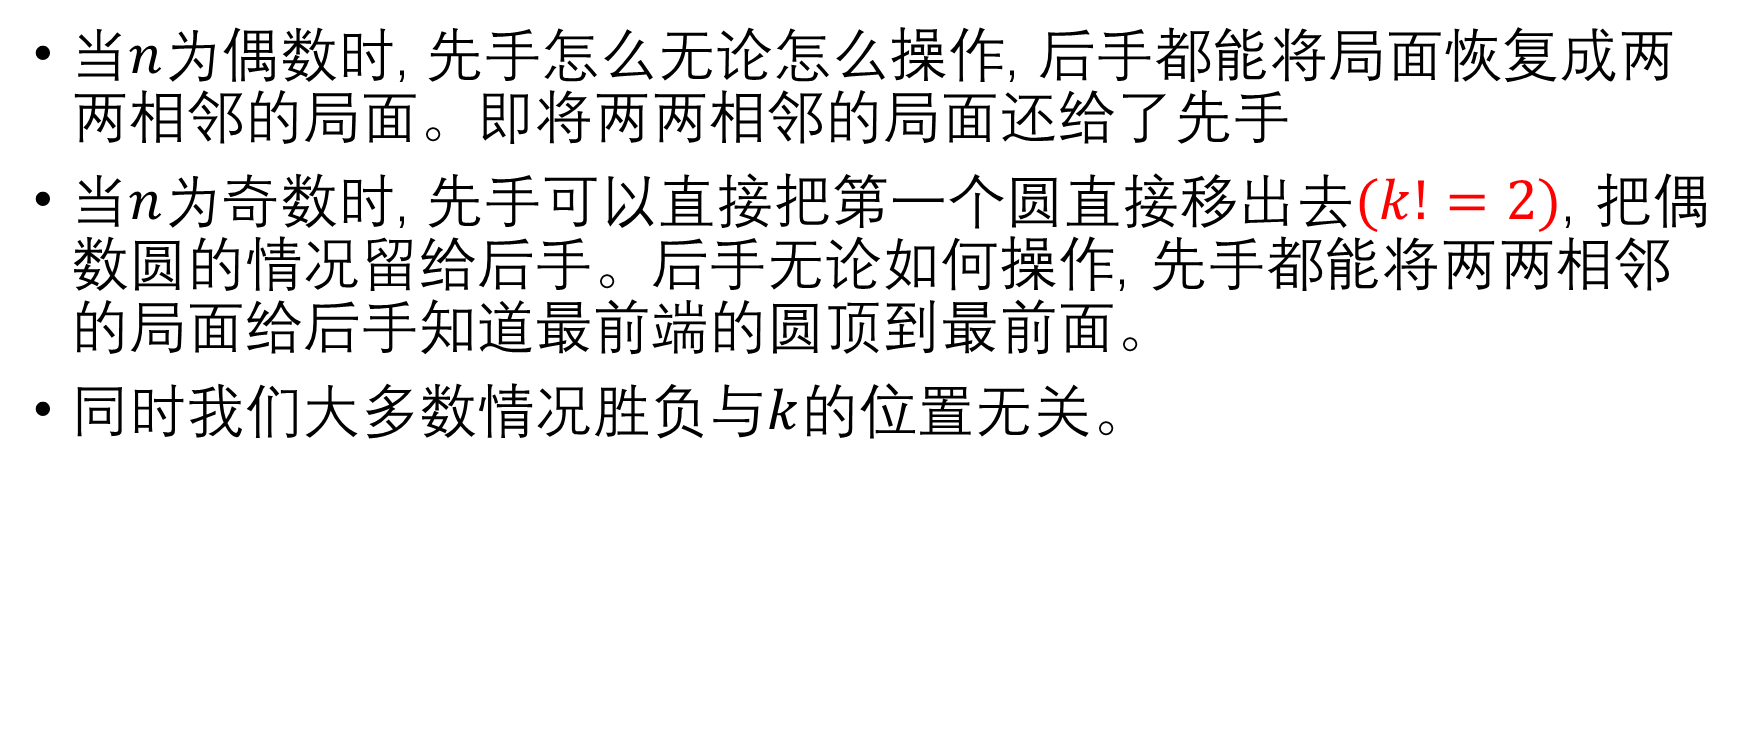 • 当n为偶数时, 先手怎么无论怎么操作, 后手都能将局面恢复成两
两相邻的局面。即将两两相邻的局面还给了先手
• 当n为奇数时, 先手可以直接把第一个圆直接移出去(k! = 2), 把偶
数圆的情况留给后手。后手无论如何操作, 先手都能将两两相邻
的局面给后手知道最前端的圆顶到最前面。
• 同时我们大多数情况胜负与k的位置无关。